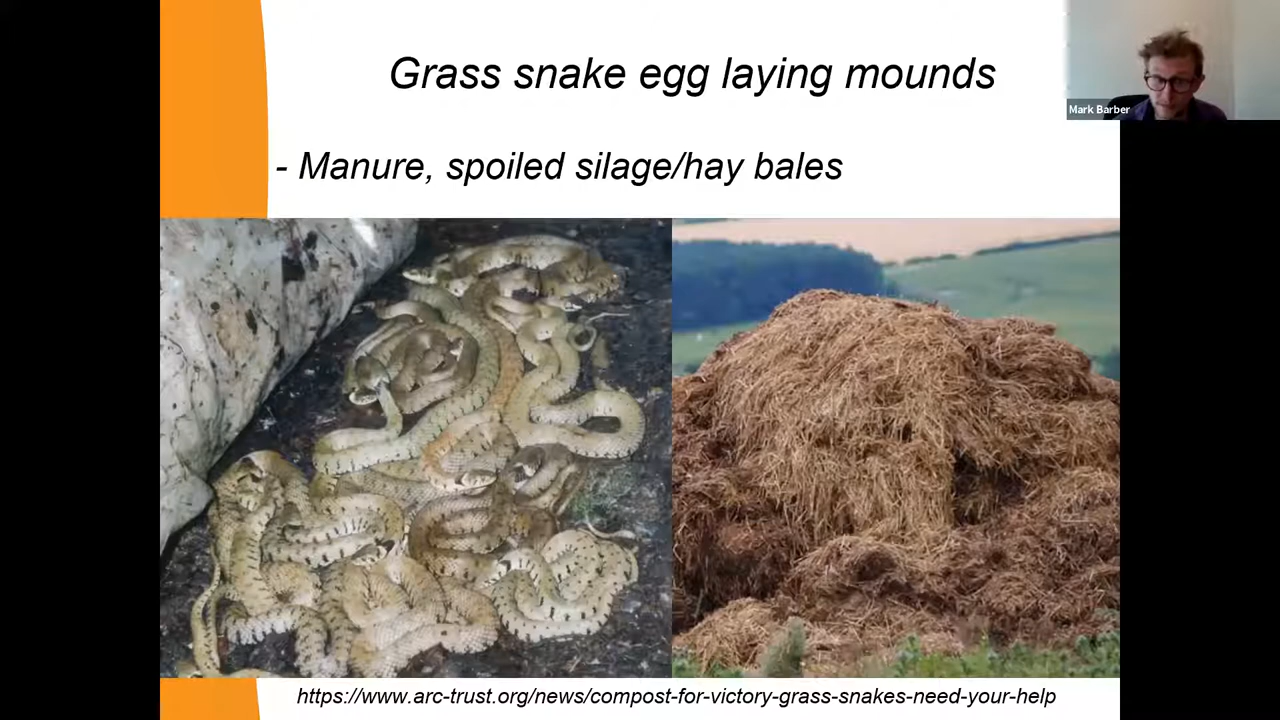 Grass snake egg laying mounds
Mark Barber
- Manure, spoiled silage/hay bales
https://www.arc-trust.org/news/compost-for-victory-grass-snakes-need-your-help